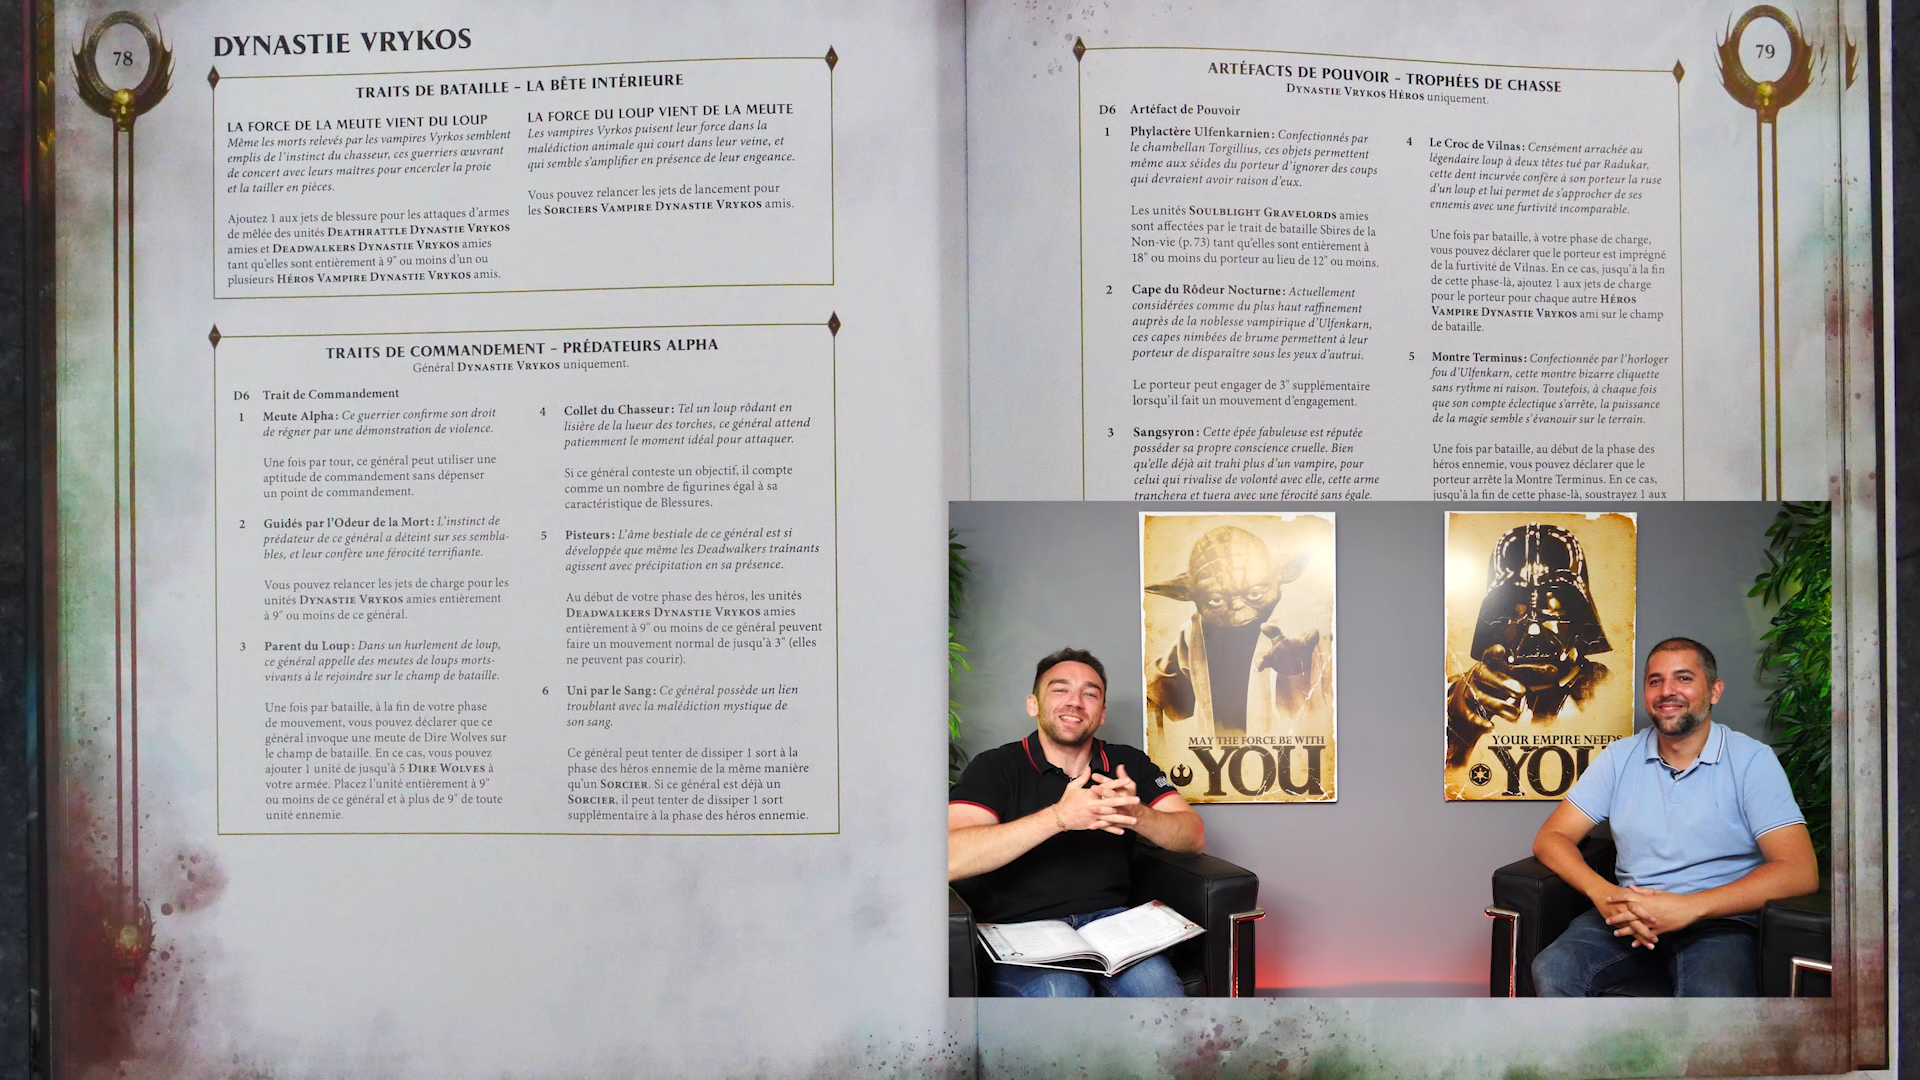 78
DYNASTIE VRYKOS
TRAITS DE BATAILLE – LA BÊTE INTÉRIEURE
LA FORCE DE LA MEUTE VIENT DU LOUP
Même les morts relevés par les vampires Vyrkos semblent
emplis de l'instinct du chasseur, ces guerriers œuvrant
de concert avec leurs maîtres pour encercler la proie
et la tailler en pièces.
Ajoutez 1 aux jets de blessure pour les attaques d'armes
de mêlée des unités DEATHRATTLE DYNASTIE VRYKOS
amies et DEADWALKERS DYNASTIE VRYKOS amies
tant qu'elles sont entièrement à 9" ou moins d'un ou
plusieurs HÉROS VAMPIRE DYNASTIE VRYKOS amis.
LA FORCE DU LOUP VIENT DE LA MEUTE
Les vampires Vyrkos puisent leur force dans la
malédiction animale qui court dans leur veine, et
qui semble s'amplifier en présence de leur engeance.
Vous pouvez relancer les jets de lancement pour
les SORCIERS VAMPIRE DYNASTIE VRYKOS amis.
TRAITS DE COMMANDEMENT – PRÉDATEURS ALPHA
Général DYNASTIE VRYKOS uniquement.
D6 Trait de Commandement
1 Meute Alpha : Ce guerrier confirme son droit
de régner par une démonstration de violence.
Une fois par tour, ce général peut utiliser une
aptitude de commandement sans dépenser
un point de commandement.
2 Guidés par l'Odeur de la Mort : L'instinct de
prédateur de ce général a déteint sur ses sembla-
bles, et leur confère une férocité terrifiante.
Vous pouvez relancer les jets de charge pour les
unités DYNASTIE VRYKOS amies entièrement
à 9" ou moins de ce général.
3 Parent du Loup : Dans un hurlement de loup,
ce général appelle des meutes de loups morts-
vivants à le rejoindre sur le champ de bataille.
Une fois par bataille, à la fin de votre phase
de mouvement, vous pouvez déclarer que ce
général invoque une meute de Dire Wolves sur
le champ de bataille. En ce cas, vous pouvez
ajouter 1 unité de jusqu'à 5 DIRE WOLVES à
votre armée. Placez l'unité entièrement à 9"
ou moins de ce général et à plus de 9" de toute
unité ennemie.
4 Collet du Chasseur : Tel un loup rôdant en
lisière de la lueur des torches, ce général attend
patiemment le moment idéal pour attaquer.
Si ce général conteste un objectif, il compte
comme un nombre de figurines égal à sa
caractéristique de Blessures.
5 Pisteurs : L'âme bestiale de ce général est si
développée que même les Deadwalkers traînants
agissent avec précipitation en sa présence.
Au début de votre phase des héros, les unités
DEADWALKERS DYNASTIE VRYKOS amies
entièrement à 9" ou moins de ce général peuvent
faire un mouvement normal de jusqu'à 3" (elles
ne peuvent pas courir).
6 Uni par le Sang : Ce général possède un lien
troublant avec la malédiction mystique de
son sang.
Ce général peut tenter de dissiper 1 sort à la
phase des héros ennemie de la même manière
qu'un SORCIER. Si ce général est déjà un
SORCIER, il peut tenter de dissiper 1 sort
supplémentaire à la phase des héros ennemie.
79
ARTÉFACTS DE POUVOIR – TROPHÉES DE CHASSE
DYNASTIE VRYKOS HÉROS uniquement.
D6 Artéfact de Pouvoir
1 Phylactère Ulfenkarnien : Confectionnés par
le chambellan Torgillius, ces objets permettent
même aux séides du porteur d'ignorer des coups
qui devraient avoir raison d'eux.
Les unités SOULBLIGHT GRAVELORDS amies
sont affectées par le trait de bataille Sbires de la
Non-vie (p.73) tant qu'elles sont entièrement à
18" ou moins du porteur au lieu de 12" ou moins.
2 Cape du Rôdeur Nocturne : Actuellement
considérées comme du plus haut raffinement
auprès de la noblesse vampirique d'Ulfenkarn,
ces capes nimbées de brume permettent à leur
porteur de disparaître sous les yeux d'autrui.
Le porteur peut engager de 3" supplémentaire
lorsqu'il fait un mouvement d'engagement.
3 Sangsyron : Cette épée fabuleuse est réputée
posséder sa propre conscience cruelle. Bien
qu'elle déjà ait trahi plus d'un vampire, pour
celui qui rivalise de volonté avec elle, cette arme
tranchera et tuera avec une férocité sans égale.
4 Le Croc de Vilnas : Censément arrachée au
légendaire loup à deux têtes tué par Radukar,
cette dent incurvée confère à son porteur la ruse
d'un loup et lui permet de s'approcher de ses
ennemis avec une furtivité incomparable.
Une fois par bataille, à votre phase de charge,
vous pouvez déclarer que le porteur est imprégné
de la furtivité de Vilnas. En ce cas, jusqu'à la fin
de cette phase-là, ajoutez 1 aux jets de charge
pour le porteur pour chaque autre HÉROS
VAMPIRE DYNASTIE VRYKOS ami sur le champ
de bataille.
5 Montre Terminus : Confectionnée par l'horloger
fou d'Ulfenkarn, cette montre bizarre cliquette
sans rythme ni raison. Toutefois, à chaque fois
que son compte éclectique s'arrête, la puissance
de la magie semble s'évanouir sur le terrain.
Une fois par bataille, au début de la phase des
héros ennemie, vous pouvez déclarer que le
porteur arrête la Montre Terminus. En ce cas,
jusqu'à la fin de cette phase-là, soustrayez 1 aux
MAY THE FORCE BE WITH
YOU
YOUR EMPIRE NEEDS
YOU